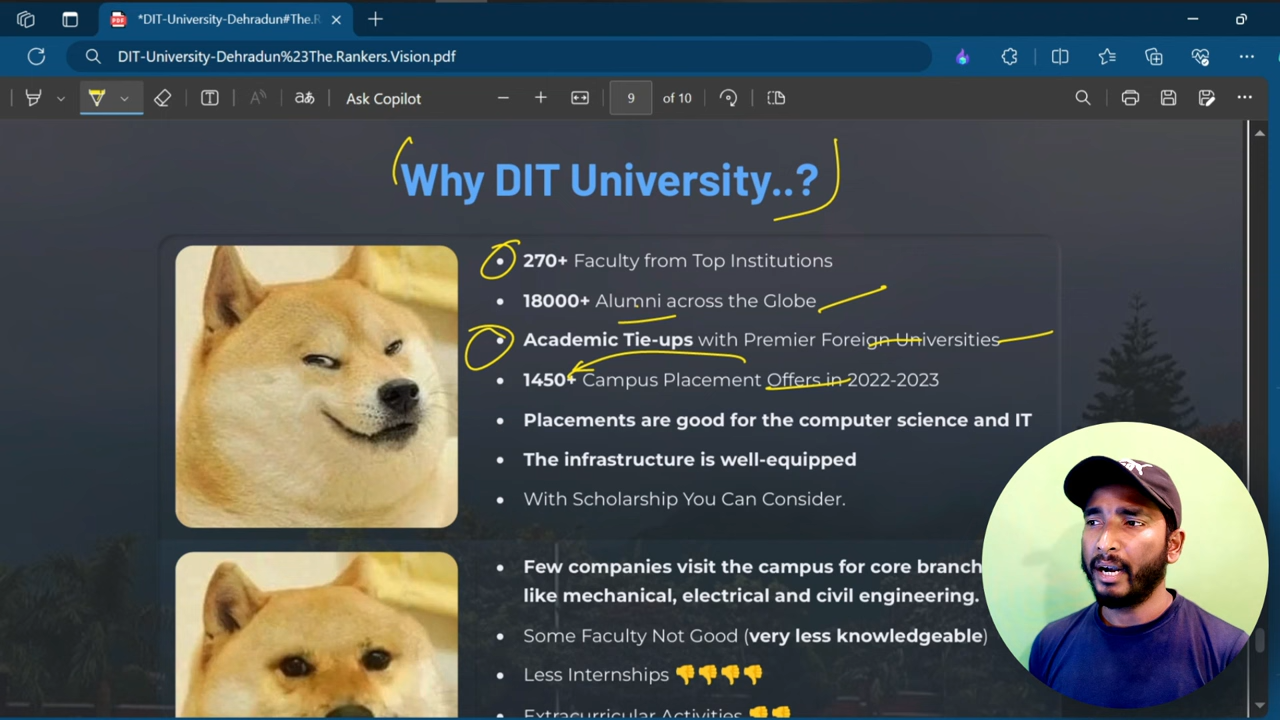 *DIT-University-Dehradun#The.R
DIT-University-Dehradun%23The.Rankers.Vision.pdf
Ask Copilot
9
of 10
Why DIT University..?
• 270+ Faculty from Top Institutions
• 18000+ Alumni across the Globe
• Academic Tie-ups with Premier Foreign Universities
• 1450+ Campus Placement Offers in 2022-2023
• Placements are good for the computer science and IT
• The infrastructure is well-equipped
• With Scholarship You Can Consider.
• Few companies visit the campus for core branch
like mechanical, electrical and civil engineering.
• Some Faculty Not Good (very less knowledgeable)
• Less Internships 👎👎👎👎
• Extracurricular Activities 👎👎